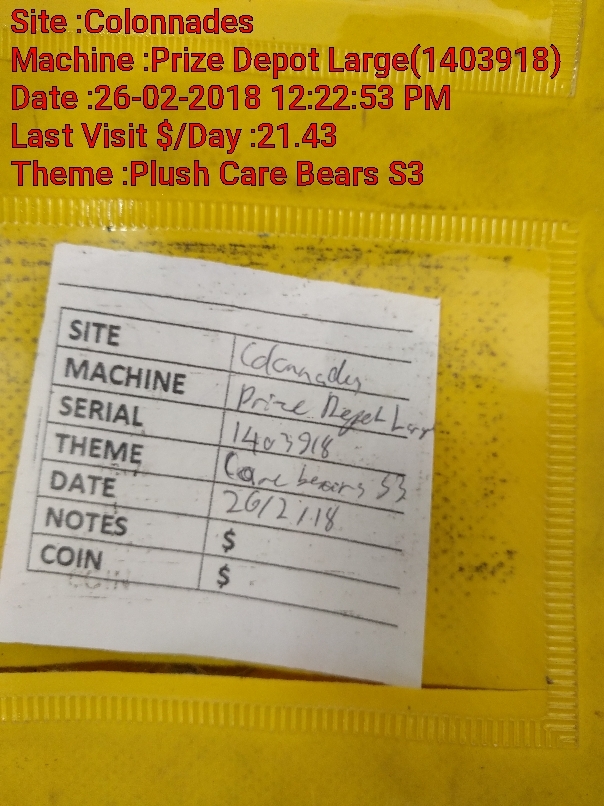 Site :Colonnades
Machine :Prize Depot Large(1403918)
Date :26-02-2018 12:22:53 PM
Last Visit $/Day :21.43
Theme :Plush Care Bears S3
SITE Colonnades
MACHINE Prize Depot Larg
SERIAL 1403918
THEME Care bears S3
DATE 26/2/18
NOTES $
COIN $